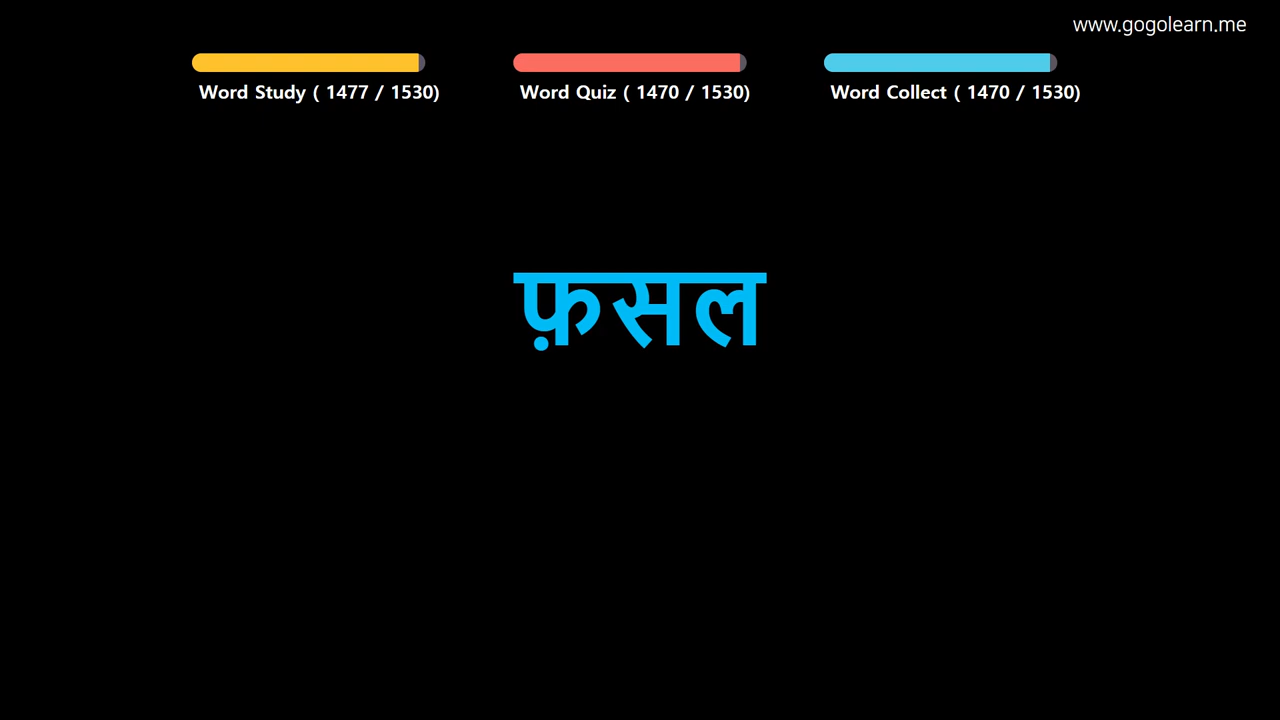 www.gogolearn.me
Word Study ( 1477 / 1530)
Word Quiz ( 1470 / 1530)
Word Collect ( 1470 / 1530)
फ़सल